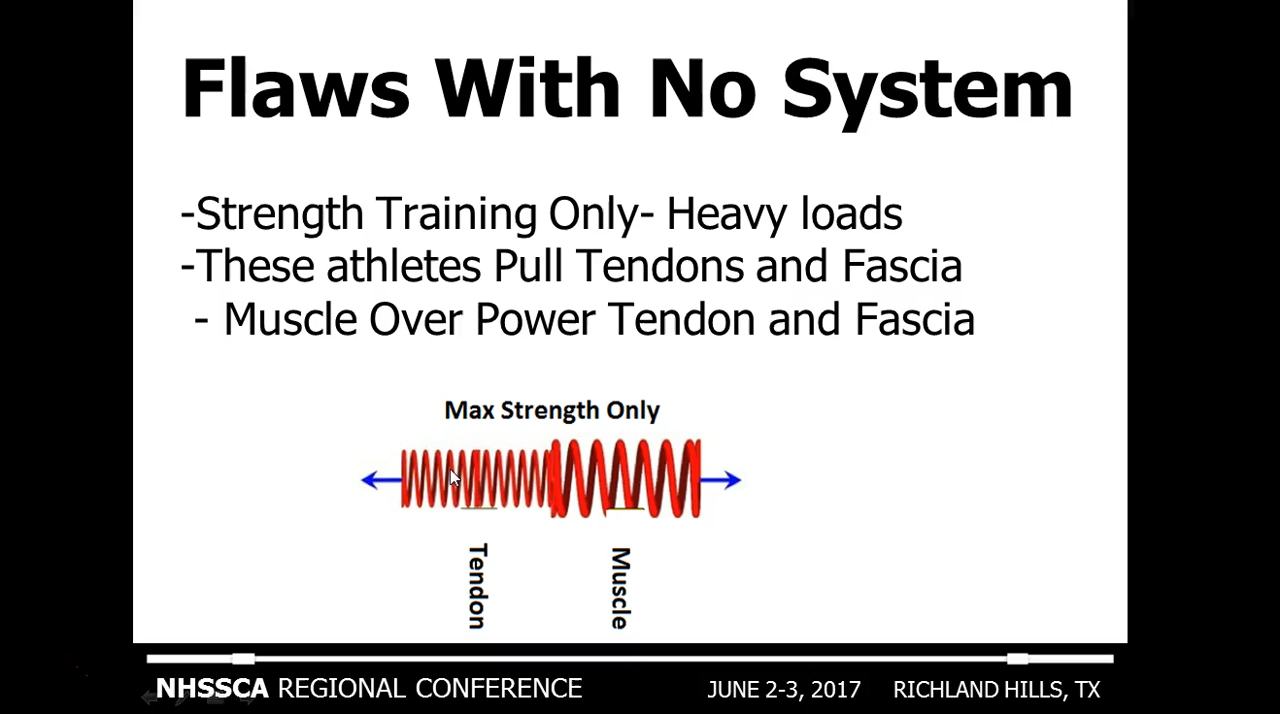 Flaws With No System
-Strength Training Only- Heavy loads
-These athletes Pull Tendons and Fascia
- Muscle Over Power Tendon and Fascia
Max Strength Only
Tendon
Muscle
NHSSCA REGIONAL CONFERENCE
JUNE 2-3, 2017
RICHLAND HILLS, TX